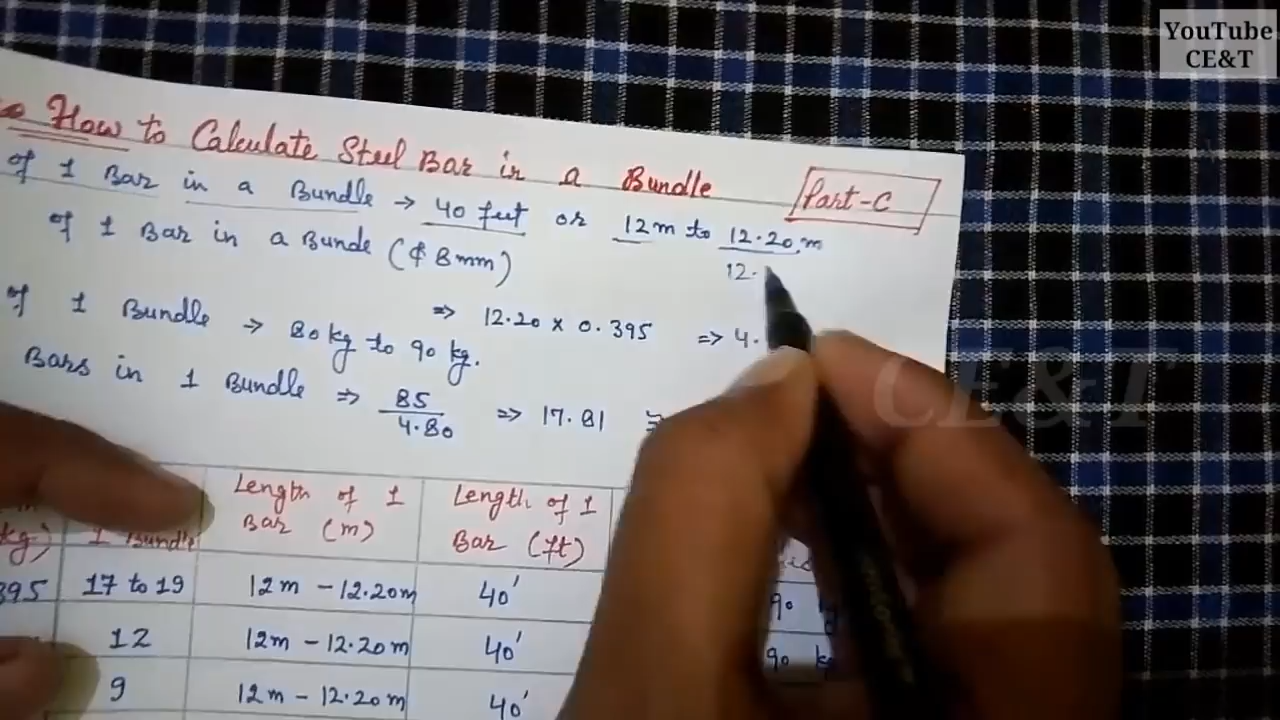 YouTube
CE&T
How to Calculate Steel Bar in a Bundle
Part-C
of 1 Bar in a Bundle → 40 feet or 12m to 12.20m
of 1 Bar in a Bunde (ɸ 8mm)
12.
⇒ 12.20 x 0.395 ⇒ 4.
of 1 Bundle → 80 kg to 90 kg.
Bars in 1 Bundle ⇒ 85/4.80 ⇒ 17.81 ≅
CE&T
kg) 1 Bundle Length of 1 Bar (m) Length of 1 Bar (ft)
395 17 to 19 12m - 12.20m 40' 90 kg
12 12m - 12.20m 40' 90 kg
9 12m - 12.20m 40'